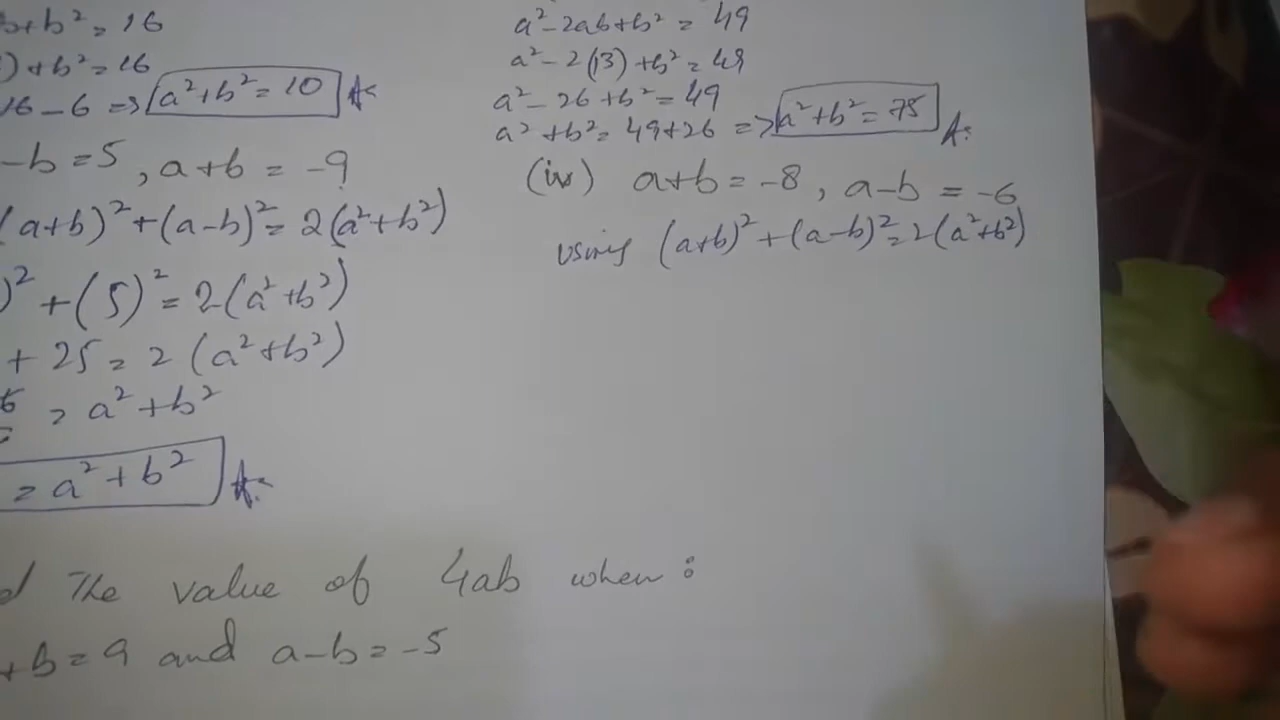 b+b² = 16
) + b² = 16
16 - 6 => a²+b² = 10 A:
-b = 5, a+b = -9
(a+b)² + (a-b)² = 2(a²+b²)
)² + (5)² = 2(a²+b²)
+ 25 = 2 (a²+b²)
= a²+b²
= a²+b² A:
a²-2ab+b² = 49
a²-2(13)+b² = 49
a²-26+b² = 49
a²+b² = 49+26 => a²+b² = 75 A:
(iv) a+b = -8, a-b = -6
using (a+b)²+(a-b)² = 2(a²+b²)
d The value of 4ab when:
+b = 9 and a-b = -5